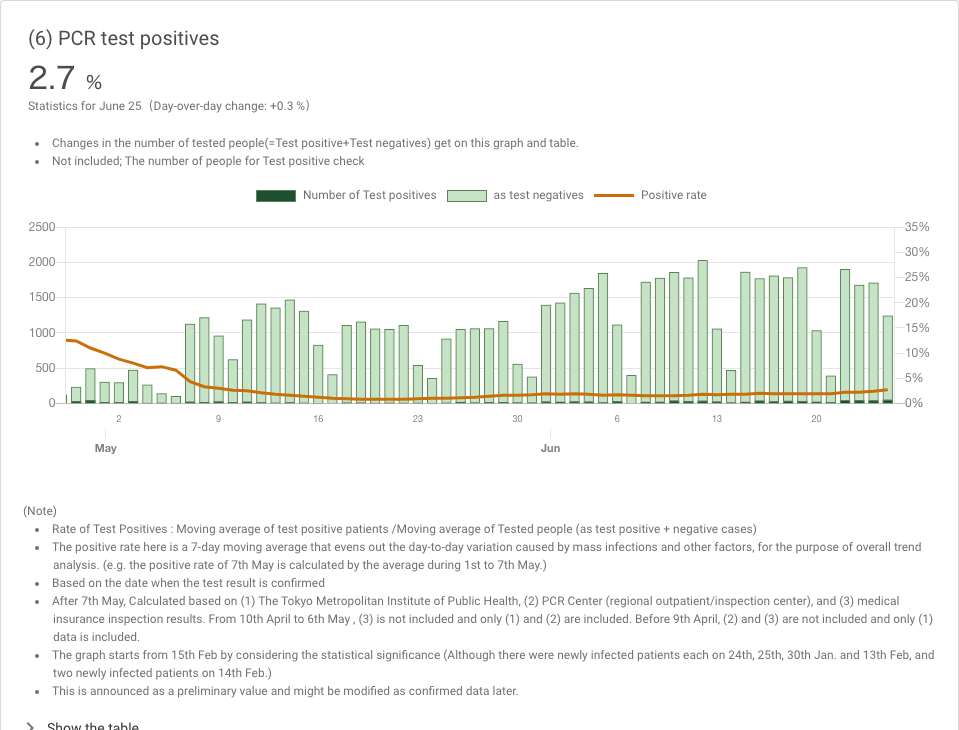 (6) PCR test positives
2.7 %
Statistics for June 25（Day-over-day change: +0.3 %）
• Changes in the number of tested people(=Test positive+Test negatives) get on this graph and table.
• Not included; The number of people for Test positive check
Number of Test positives as test negatives Positive rate
2500 35%
30%
2000
25%
1500 20%
15%
1000
10%
500
5%
0 0%
2 9 16 23 30 6 13 20
May Jun
(Note)
• Rate of Test Positives : Moving average of test positive patients /Moving average of Tested people (as test positive + negative cases)
• The positive rate here is a 7-day moving average that evens out the day-to-day variation caused by mass infections and other factors, for the purpose of overall trend
analysis. (e.g. the positive rate of 7th May is calculated by the average during 1st to 7th May.)
• Based on the date when the test result is confirmed
• After 7th May, Calculated based on (1) The Tokyo Metropolitan Institute of Public Health, (2) PCR Center (regional outpatient/inspection center), and (3) medical
insurance inspection results. From 10th April to 6th May , (3) is not included and only (1) and (2) are included. Before 9th April, (2) and (3) are not included and only (1)
data is included.
• The graph starts from 15th Feb by considering the statistical significance (Although there were newly infected patients each on 24th, 25th, 30th Jan. and 13th Feb, and
two newly infected patients on 14th Feb.)
• This is announced as a preliminary value and might be modified as confirmed data later.
Show the table